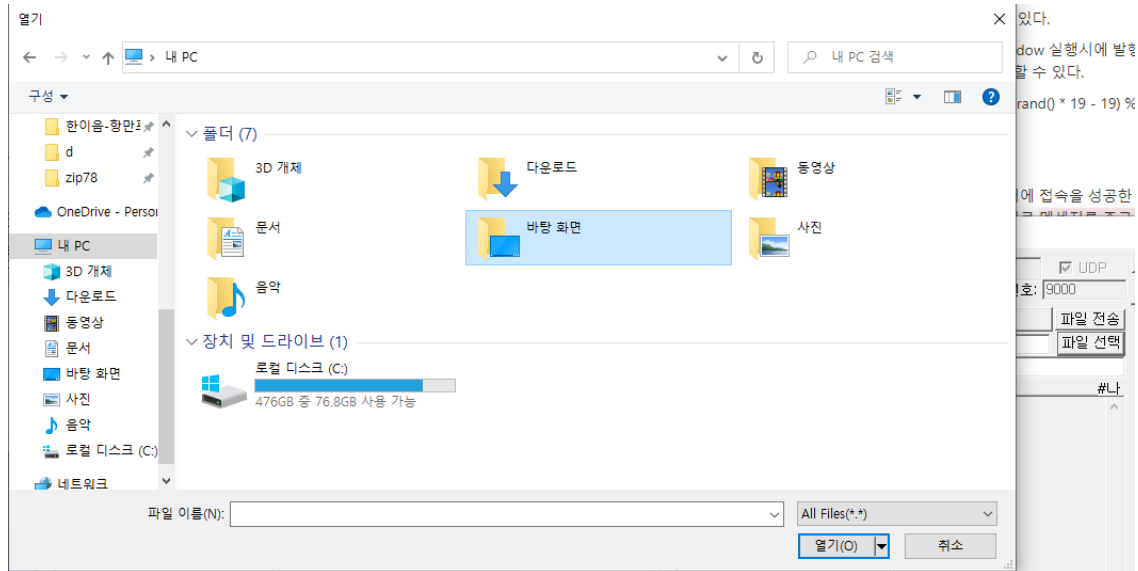 열기
내 PC
내 PC 검색
구성
한이음-항만
d
zip78
OneDrive - Person
내 PC
3D 개체
다운로드
동영상
문서
바탕 화면
사진
음악
로컬 디스크 (C:)
네트워크
폴더 (7)
3D 개체
다운로드
동영상
문서
바탕 화면
사진
음악
장치 및 드라이브 (1)
로컬 디스크 (C:)
476GB 중 76.8GB 사용 가능
파일 이름(N):
All Files(*.*)
열기(O)
취소
있다.
dow 실행시에 발행
할 수 있다.
rand() * 19 - 19) %
에 접속을 성공한
UDP
호: 9000
파일 전송
파일 선택
#나